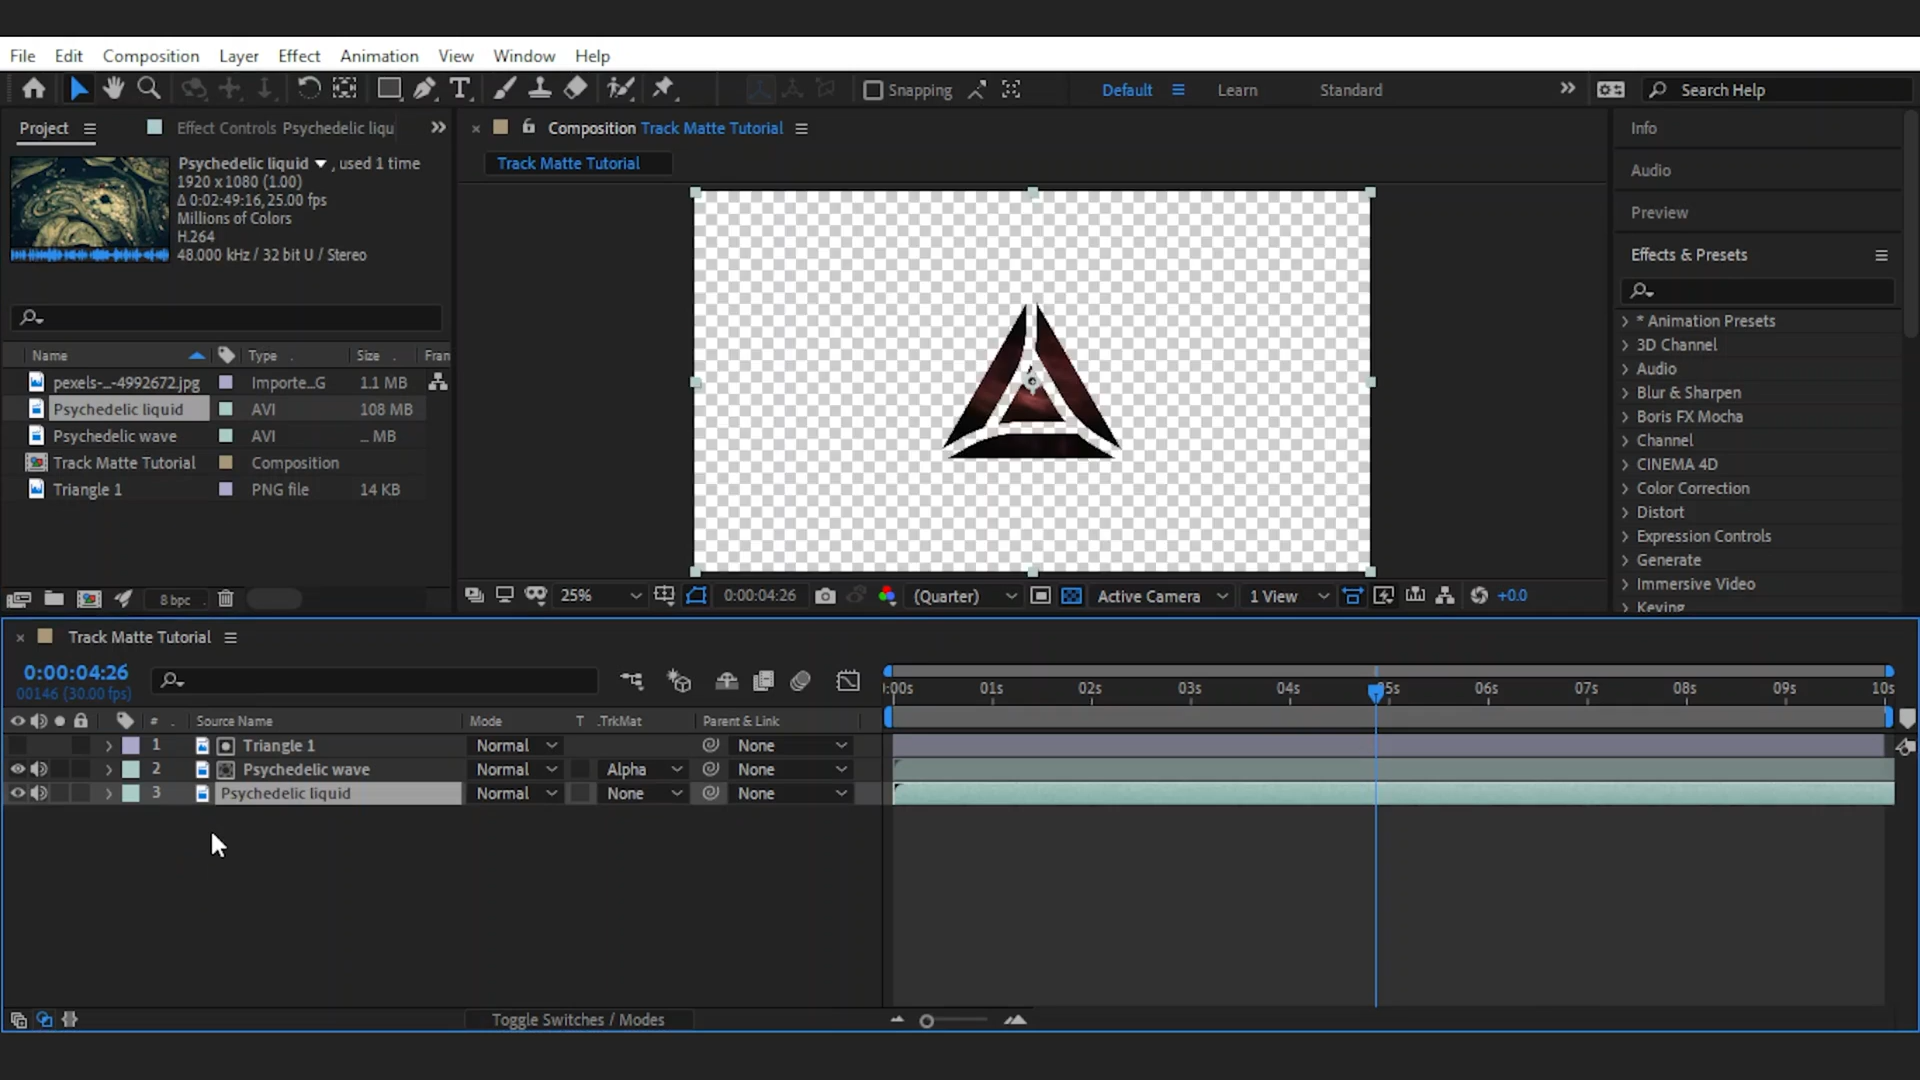 File Edit Composition Layer Effect Animation View Window Help
Snapping Default Learn Standard Search Help
Project Effect Controls Psychedelic liqu
Psychedelic liquid , used 1 time
1920 x 1080 (1.00)
Δ 0:02:49:16, 25.00 fps
Millions of Colors
H.264
48.000 kHz / 32 bit U / Stereo
Name Type Size Fran
pexels-...-4992672.jpg Importe...G 1.1 MB
Psychedelic liquid AVI 108 MB
Psychedelic wave AVI ... MB
Track Matte Tutorial Composition
Triangle 1 PNG file 14 KB
8 bpc
Composition Track Matte Tutorial
Track Matte Tutorial
25% 0:00:04:26 (Quarter) Active Camera 1 View +0.0
Info
Audio
Preview
Effects & Presets
* Animation Presets
3D Channel
Audio
Blur & Sharpen
Boris FX Mocha
Channel
CINEMA 4D
Color Correction
Distort
Expression Controls
Generate
Immersive Video
Keying
Track Matte Tutorial
0:00:04:26
00146 (30.00 fps)
:00s 01s 02s 03s 04s 05s 06s 07s 08s 09s 10s
# Source Name Mode T .TrkMat Parent & Link
1 Triangle 1 Normal None
2 Psychedelic wave Normal Alpha None
3 Psychedelic liquid Normal None None
Toggle Switches / Modes